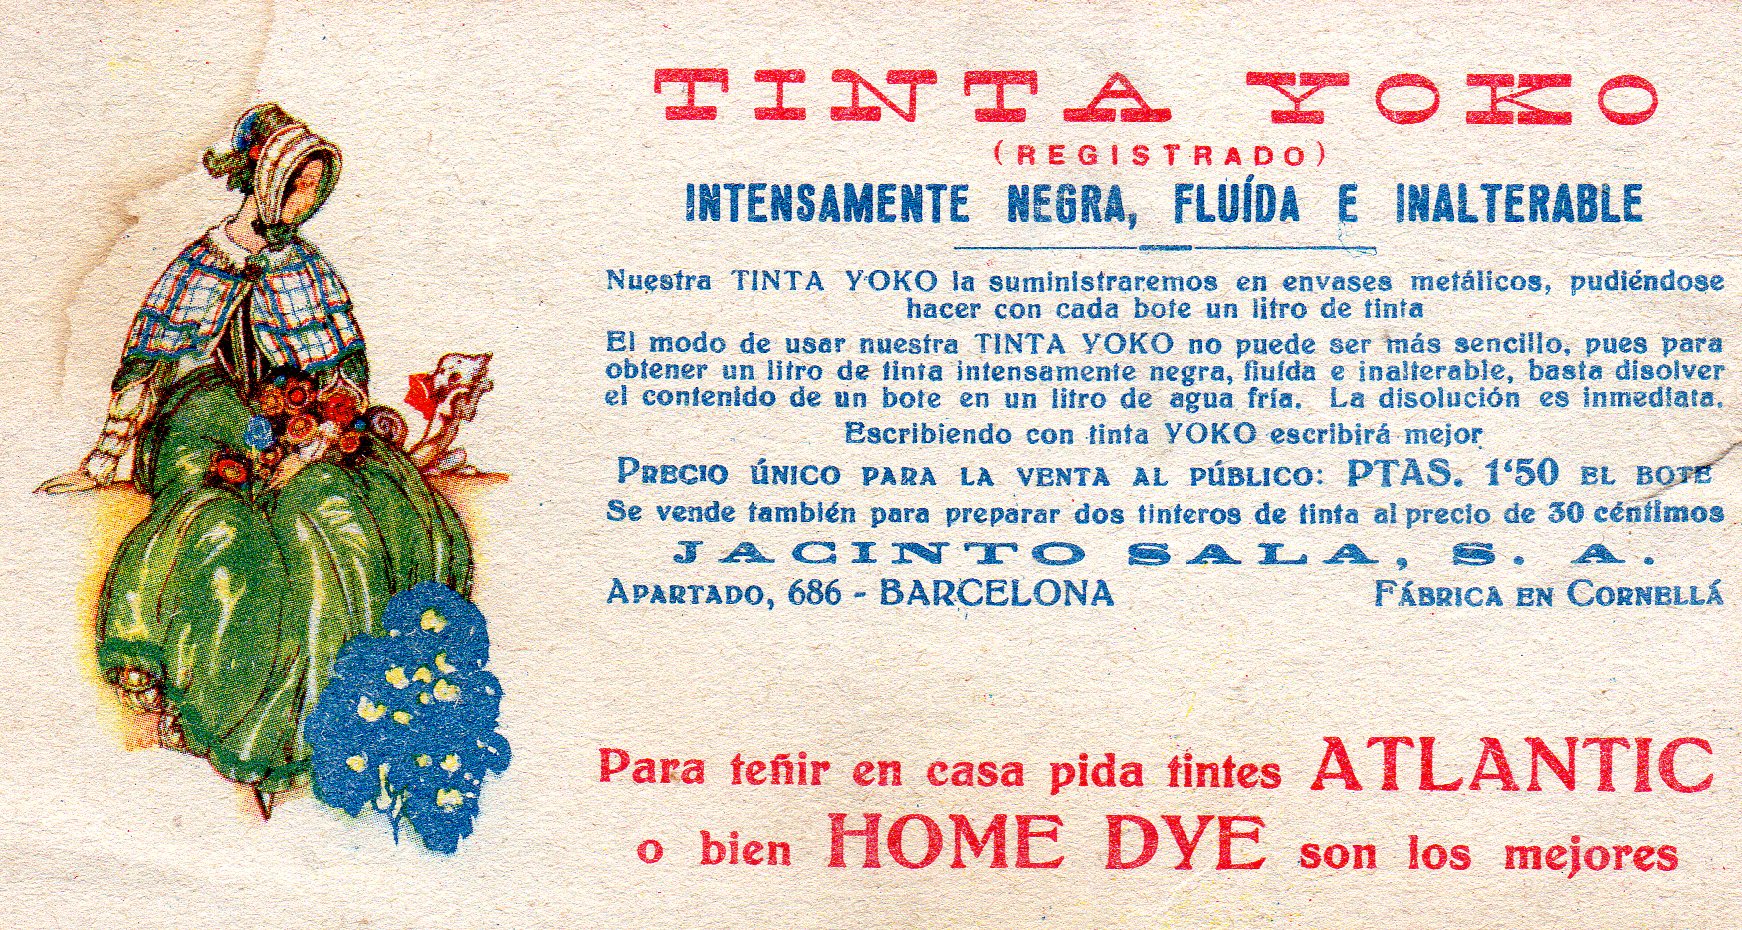 TINTA YOKO
(REGISTRADO)
INTENSAMENTE NEGRA, FLUÍDA E INALTERABLE
Nuestra TINTA YOKO la suministraremos en envases metálicos, pudiéndose
hacer con cada bote un litro de tinta
El modo de usar nuestra TINTA YOKO no puede ser más sencillo, pues para
obtener un litro de tinta intensamente negra, fluída e inalterable, basta disolver
el contenido de un bote en un litro de agua fría. La disolución es inmediata.
Escribiendo con tinta YOKO escribirá mejor
PRECIO ÚNICO PARA LA VENTA AL PÚBLICO: PTAS. 1‘50 EL BOTE
Se vende también para preparar dos tinteros de tinta al precio de 30 céntimos
JACINTO SALA, S. A.
APARTADO, 686 - BARCELONA FÁBRICA EN CORNELLÁ
Para teñir en casa pida tintes ATLANTIC
o bien HOME DYE son los mejores